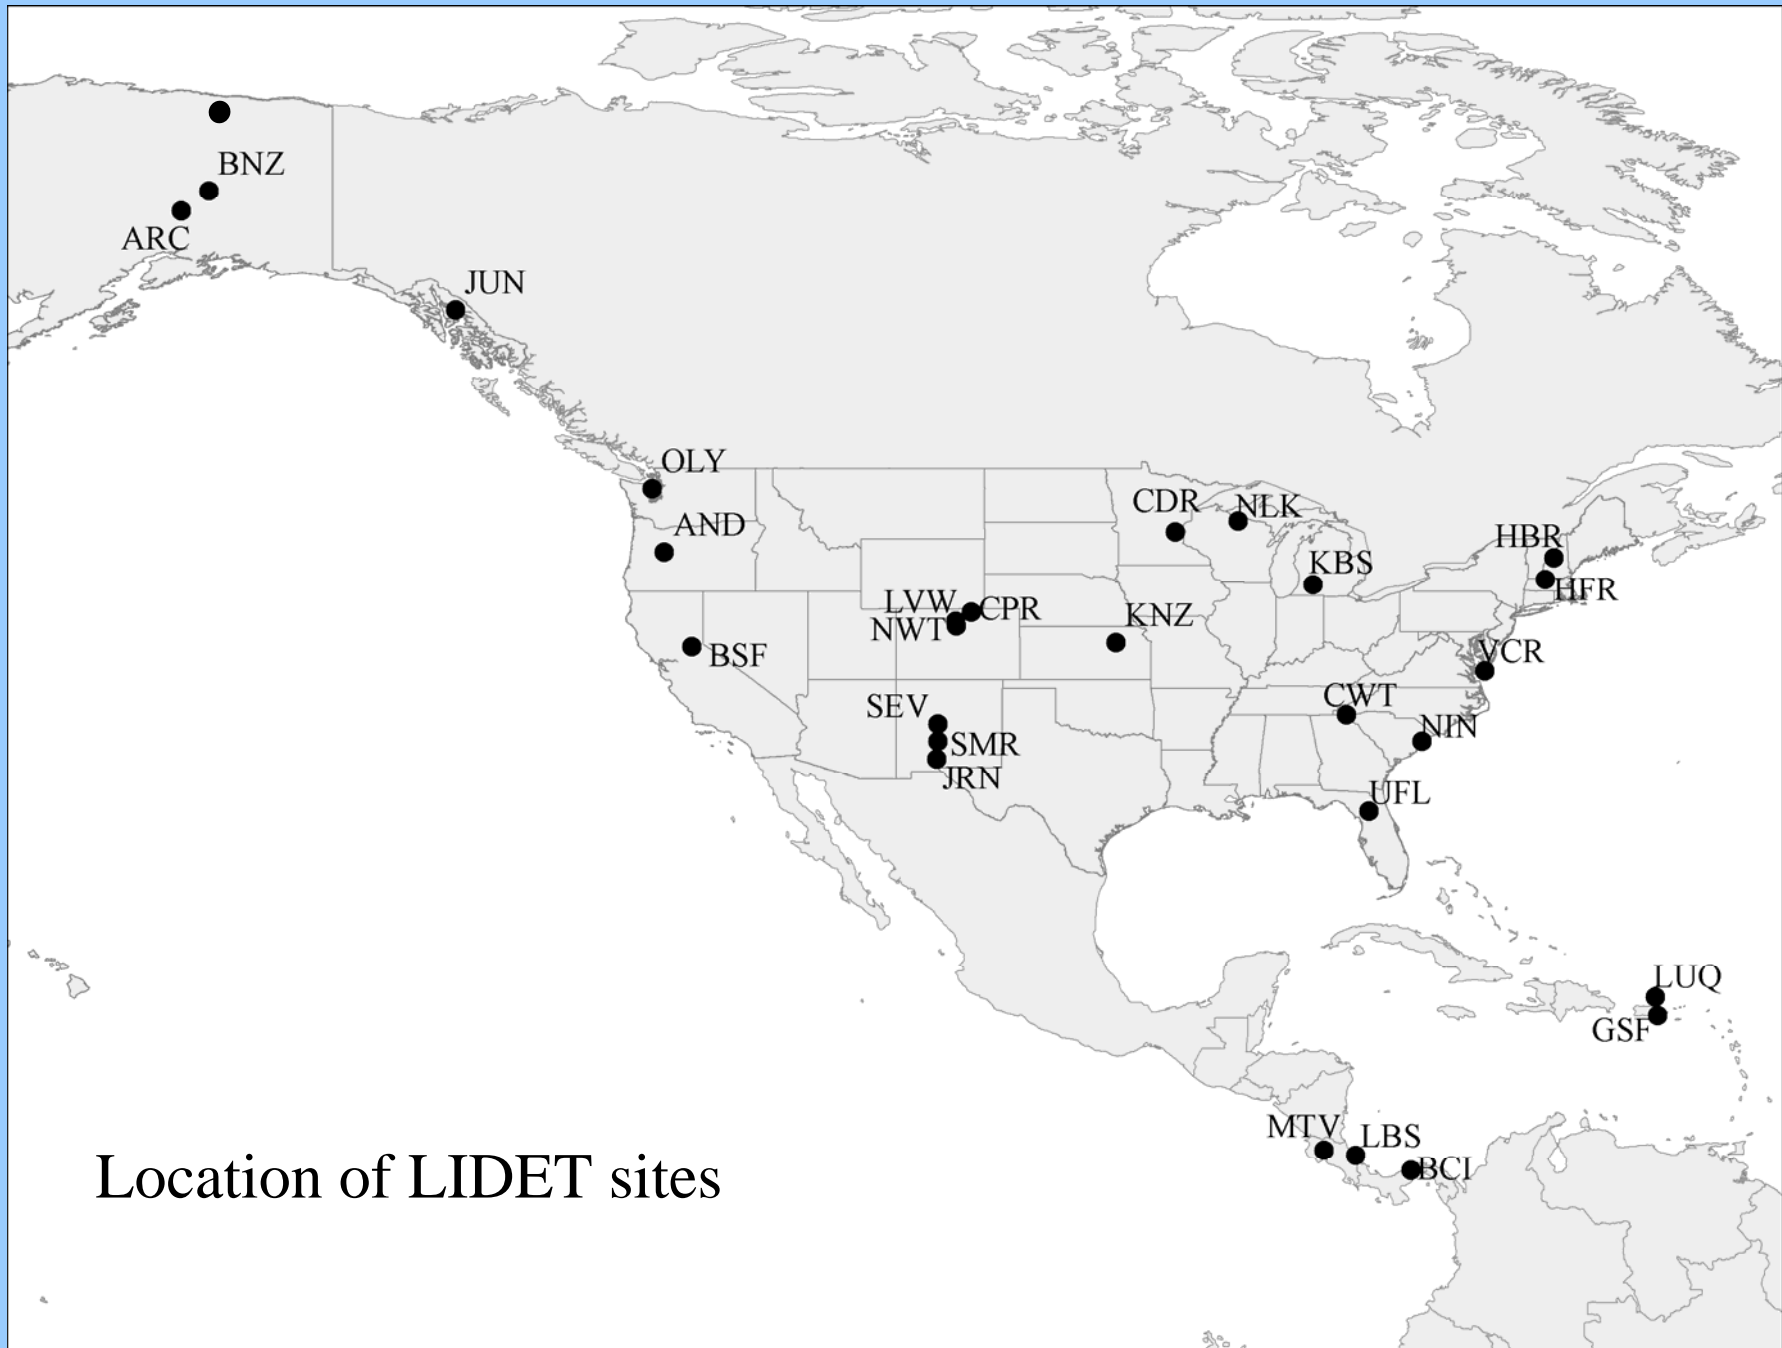 BNZ
ARC
JUN
OLY
AND
CDR
NLK
HBR
KBS
HFR
LVW
CPR
NWT
KNZ
BSF
VCR
SEV
CWT
SMR
NIN
JRN
UFL
LUQ
GSF
MTV
LBS
BCI
Location of LIDET sites